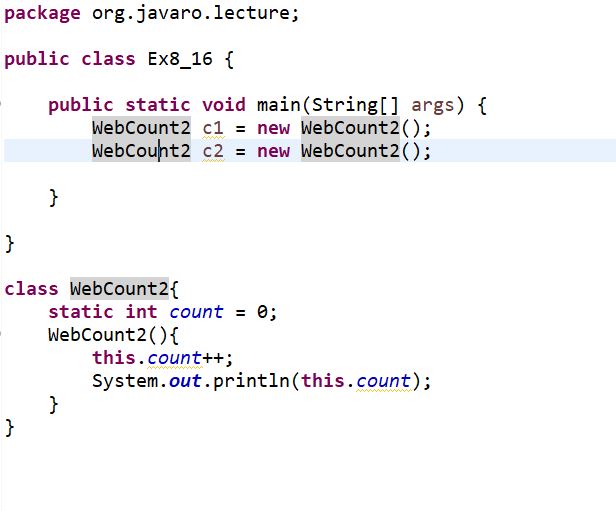 package org.javaro.lecture;
public class Ex8_16 {
public static void main(String[] args) {
WebCount2 c1 = new WebCount2();
WebCount2 c2 = new WebCount2();
}
}
class WebCount2{
static int count = 0;
WebCount2(){
this.count++;
System.out.println(this.count);
}
}